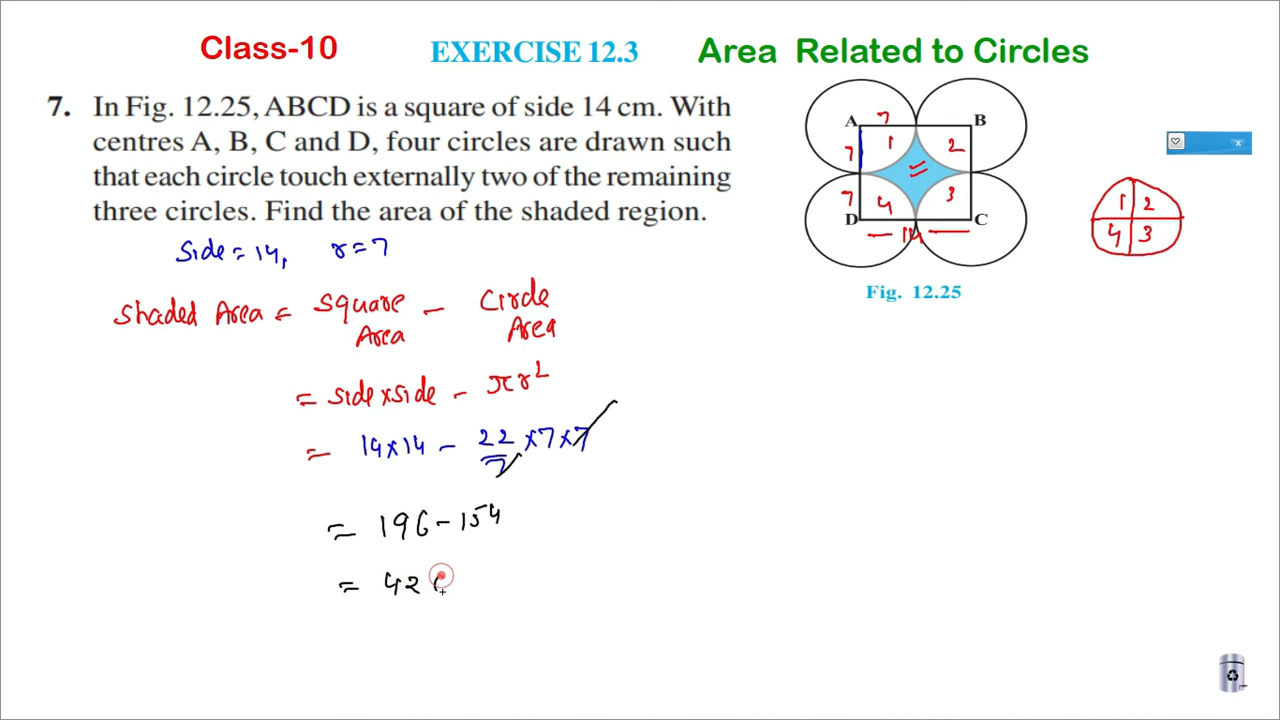 Class-10 EXERCISE 12.3 Area Related to Circles
7. In Fig. 12.25, ABCD is a square of side 14 cm. With
centres A, B, C and D, four circles are drawn such
that each circle touch externally two of the remaining
three circles. Find the area of the shaded region.
A 7 B
7 1 2
7 4 3
D 14 C
Fig. 12.25
1 2
4 3
Side = 14, r = 7
Shaded Area = Square Area - Circle Area
= side × side - πr²
= 14×14 - 22/7 ×7×7
= 196 - 154
= 42